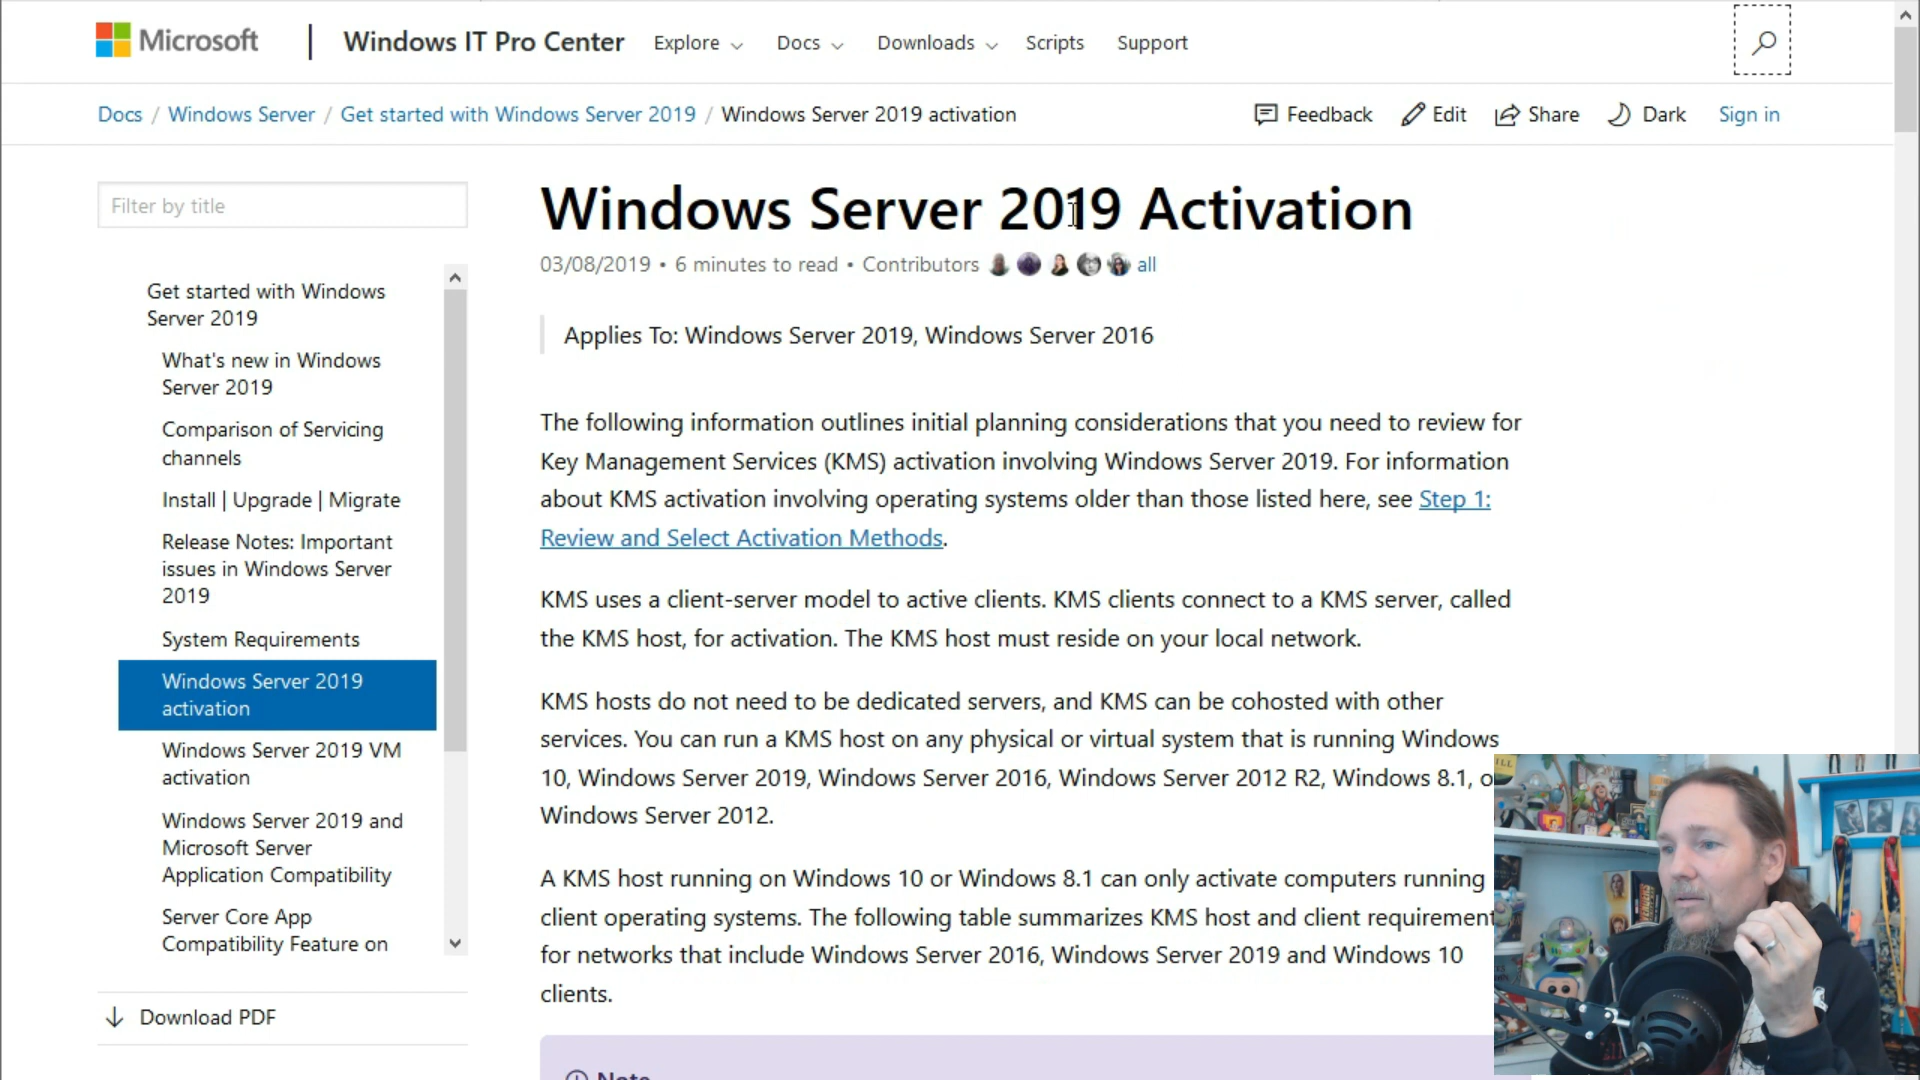 Microsoft
Windows IT Pro Center
Explore
Docs
Downloads
Scripts
Support
Docs / Windows Server / Get started with Windows Server 2019 / Windows Server 2019 activation
Feedback
Edit
Share
Dark
Sign in
Filter by title
Get started with Windows
Server 2019
What's new in Windows
Server 2019
Comparison of Servicing
channels
Install | Upgrade | Migrate
Release Notes: Important
issues in Windows Server
2019
System Requirements
Windows Server 2019
activation
Windows Server 2019 VM
activation
Windows Server 2019 and
Microsoft Server
Application Compatibility
Server Core App
Compatibility Feature on
Download PDF
Windows Server 2019 Activation
03/08/2019 • 6 minutes to read • Contributors all
Applies To: Windows Server 2019, Windows Server 2016
The following information outlines initial planning considerations that you need to review for
Key Management Services (KMS) activation involving Windows Server 2019. For information
about KMS activation involving operating systems older than those listed here, see Step 1:
Review and Select Activation Methods.
KMS uses a client-server model to active clients. KMS clients connect to a KMS server, called
the KMS host, for activation. The KMS host must reside on your local network.
KMS hosts do not need to be dedicated servers, and KMS can be cohosted with other
services. You can run a KMS host on any physical or virtual system that is running Windows
10, Windows Server 2019, Windows Server 2016, Windows Server 2012 R2, Windows 8.1, o
Windows Server 2012.
A KMS host running on Windows 10 or Windows 8.1 can only activate computers running
client operating systems. The following table summarizes KMS host and client requirement
for networks that include Windows Server 2016, Windows Server 2019 and Windows 10
clients.
Note